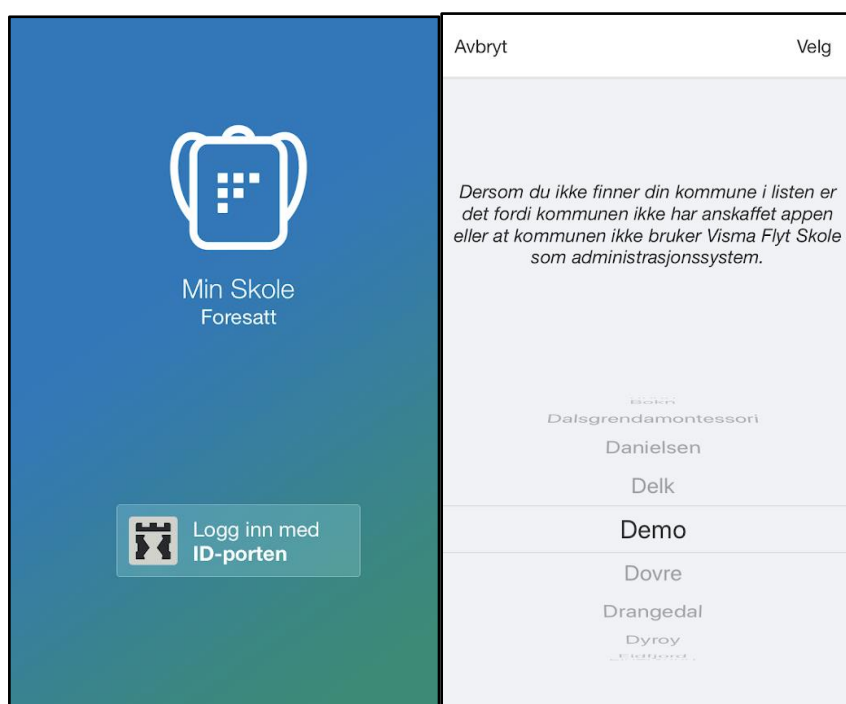 Min Skole
Foresatt
Logg inn med
ID-porten
Avbryt
Velg
Dersom du ikke finner din kommune i listen er
det fordi kommunen ikke har anskaffet appen
eller at kommunen ikke bruker Visma Flyt Skole
som administrasjonssystem.
Bokn
Dalsgrendamontessori
Danielsen
Delk
Demo
Dovre
Drangedal
Dyroy
Eidfjord